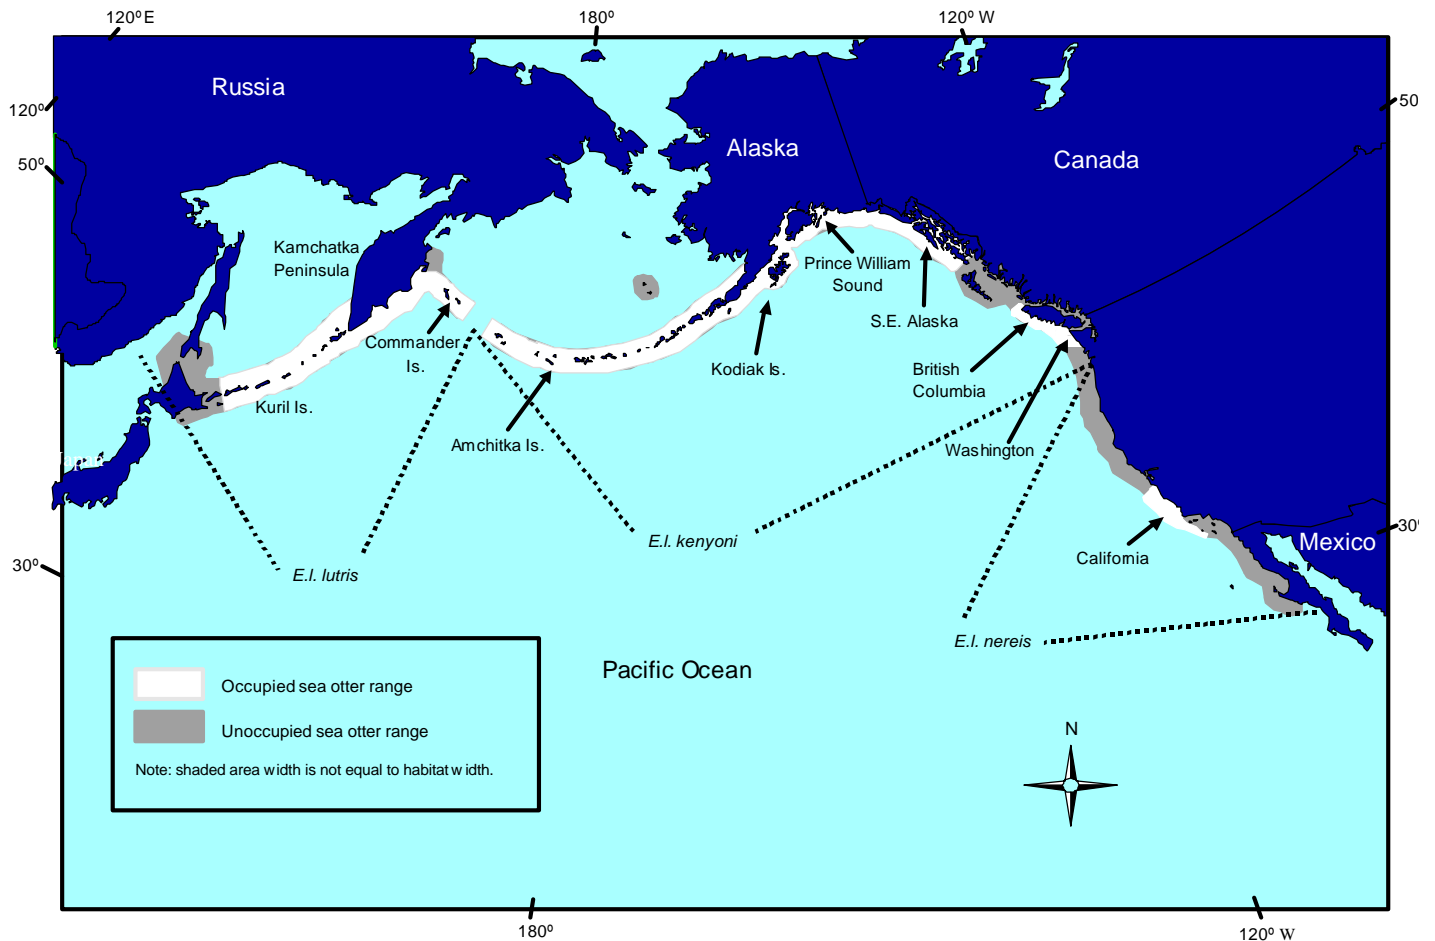 120º E
180º
120º W
Russia
120º
50
50º
Alaska
Canada
Kamchatka
Peninsula
Prince William
Sound
S.E. Alaska
Commander
Is.
Kodiak Is.
British
Columbia
Kuril Is.
Amchitka Is.
Washington
Japan
30º
Mexico
E.l. kenyoni
California
30º
E.l. lutris
E.l. nereis
Pacific Ocean
Occupied sea otter range
Unoccupied sea otter range
Note: shaded area width is not equal to habitat width.
N
180º
120º W